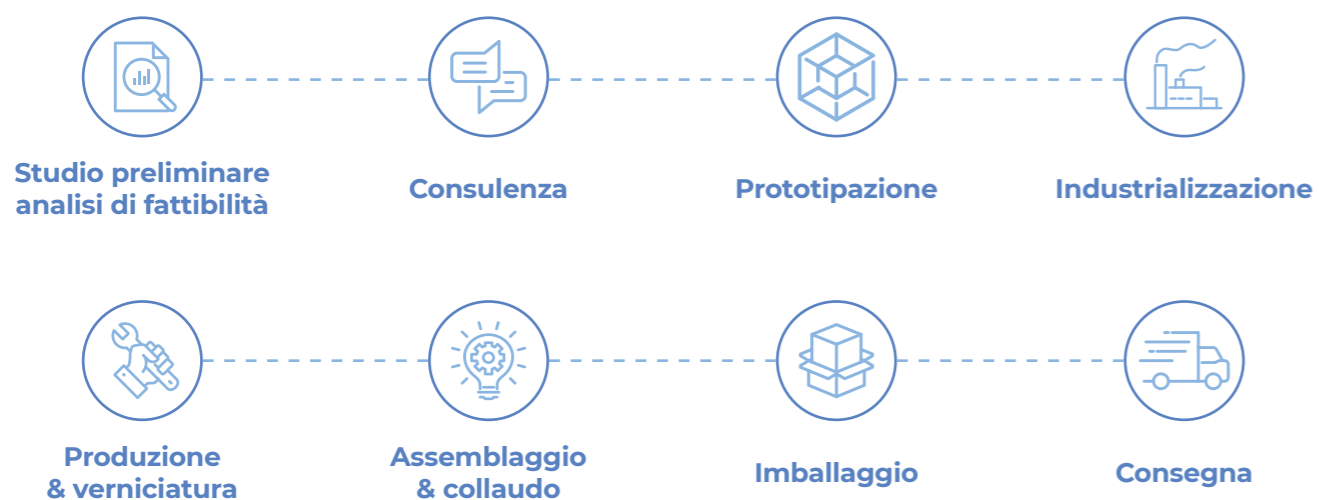 Studio preliminare
analisi di fattibilità
Consulenza
Prototipazione
Industrializzazione
Produzione
& verniciatura
Assemblaggio
& collaudo
Imballaggio
Consegna